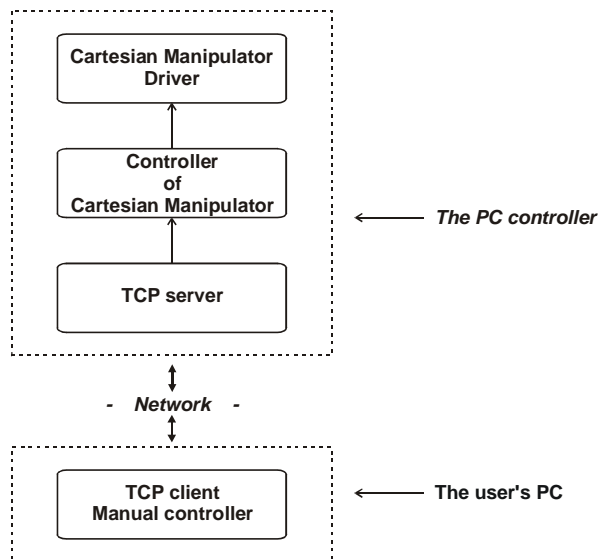 Cartesian Manipulator
Driver
Controller
of
Cartesian Manipulator
The PC controller
TCP server
- Network -
TCP client
Manual controller
The user's PC